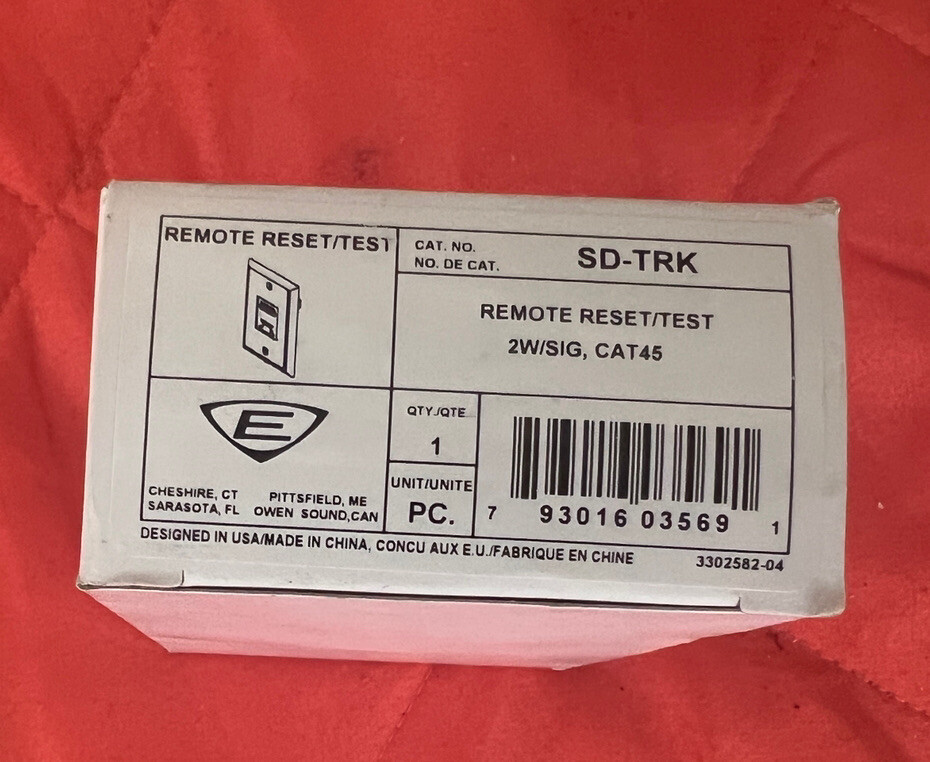 REMOTE RESET/TEST
CAT. NO.
NO. DE CAT.
SD-TRK
REMOTE RESET/TEST
2W/SIG, CAT45
E
CHESHIRE, CT PITTSFIELD, ME
SARASOTA, FL OWEN SOUND,CAN
QTY./QTE
1
UNIT/UNITE
PC.
7 93016 03569 1
DESIGNED IN USA/MADE IN CHINA, CONCU AUX E.U./FABRIQUE EN CHINE
3302582-04